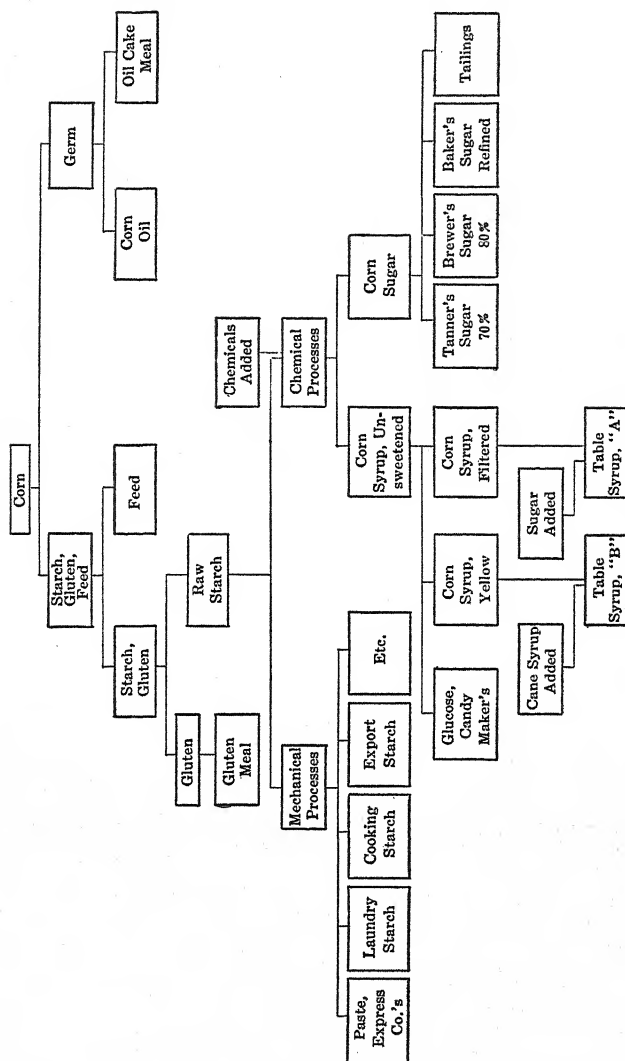 Corn
Starch,
Gluten,
Feed
Germ
Starch,
Gluten
Feed
Corn
Oil
Oil Cake
Meal
Gluten
Raw
Starch
Gluten
Meal
Chemicals
Added
Mechanical
Processes
Chemical
Processes
Paste,
Express
Co.'s
Laundry
Starch
Cooking
Starch
Export
Starch
Etc.
Corn
Syrup, Un-
sweetened
Corn
Sugar
Glucose,
Candy
Maker's
Corn
Syrup,
Yellow
Corn
Syrup,
Filtered
Tanner's
Sugar
70%
Brewer's
Sugar
80%
Baker's
Sugar
Refined
Tailings
Cane Syrup
Added
Sugar
Added
Table
Syrup, "B"
Table
Syrup, "A"